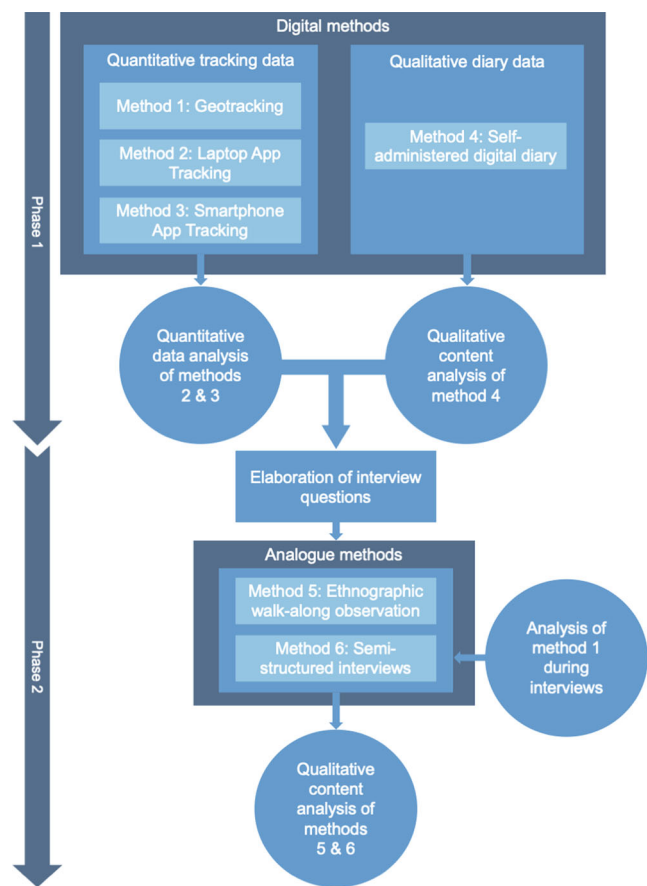 Digital methods
Quantitative tracking data
Method 1: Geotracking
Method 2: Laptop App
Tracking
Method 3: Smartphone
App Tracking
Qualitative diary data
Method 4: Self-
administered digital diary
Phase 1
Quantitative
data analysis
of methods
2 & 3
Qualitative
content
analysis of
method 4
Elaboration of interview
questions
Analogue methods
Method 5: Ethnographic
walk-along observation
Method 6: Semi-
structured interviews
Analysis of
method 1
during
interviews
Phase 2
Qualitative
content
analysis of
methods
5 & 6